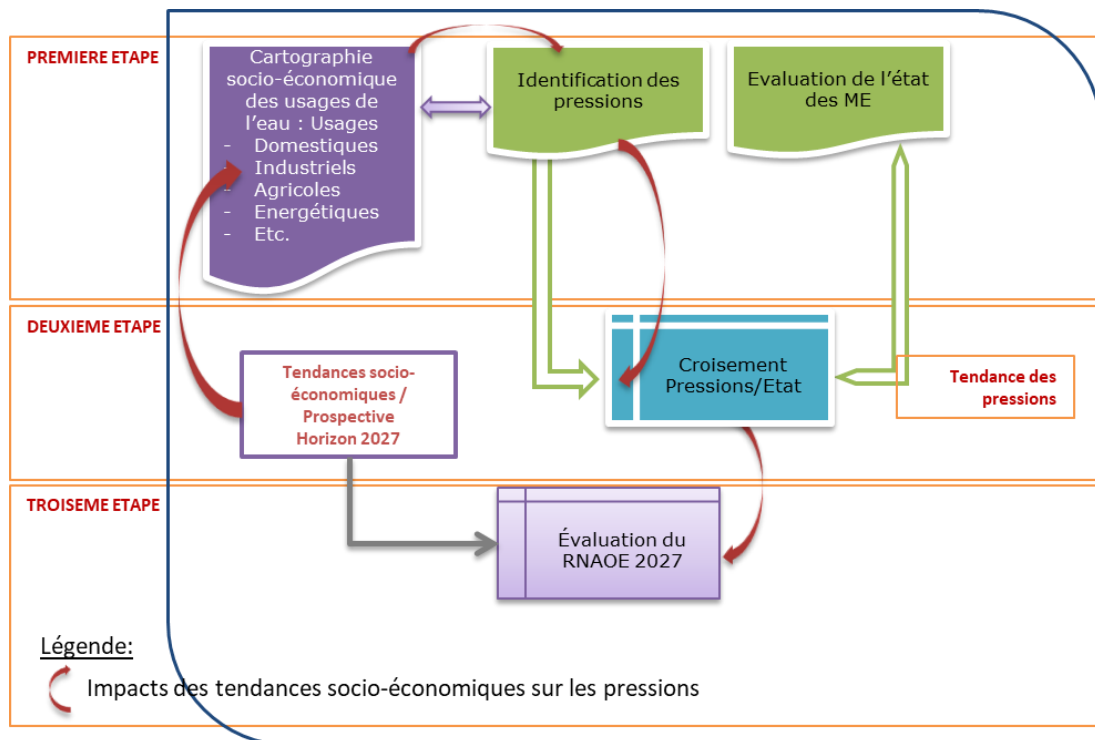 PREMIERE ETAPE
Cartographie
socio-économique
des usages de
l'eau : Usages
- Domestiques
- Industriels
- Agricoles
- Energétiques
- Etc.
Identification des
pressions
Evaluation de l'état
des ME
DEUXIEME ETAPE
Tendances socio-
économiques /
Prospective
Horizon 2027
Croisement
Pressions/Etat
Tendance des
pressions
TROISEME ETAPE
Évaluation du
RNAOE 2027
Légende:
Impacts des tendances socio-économiques sur les pressions